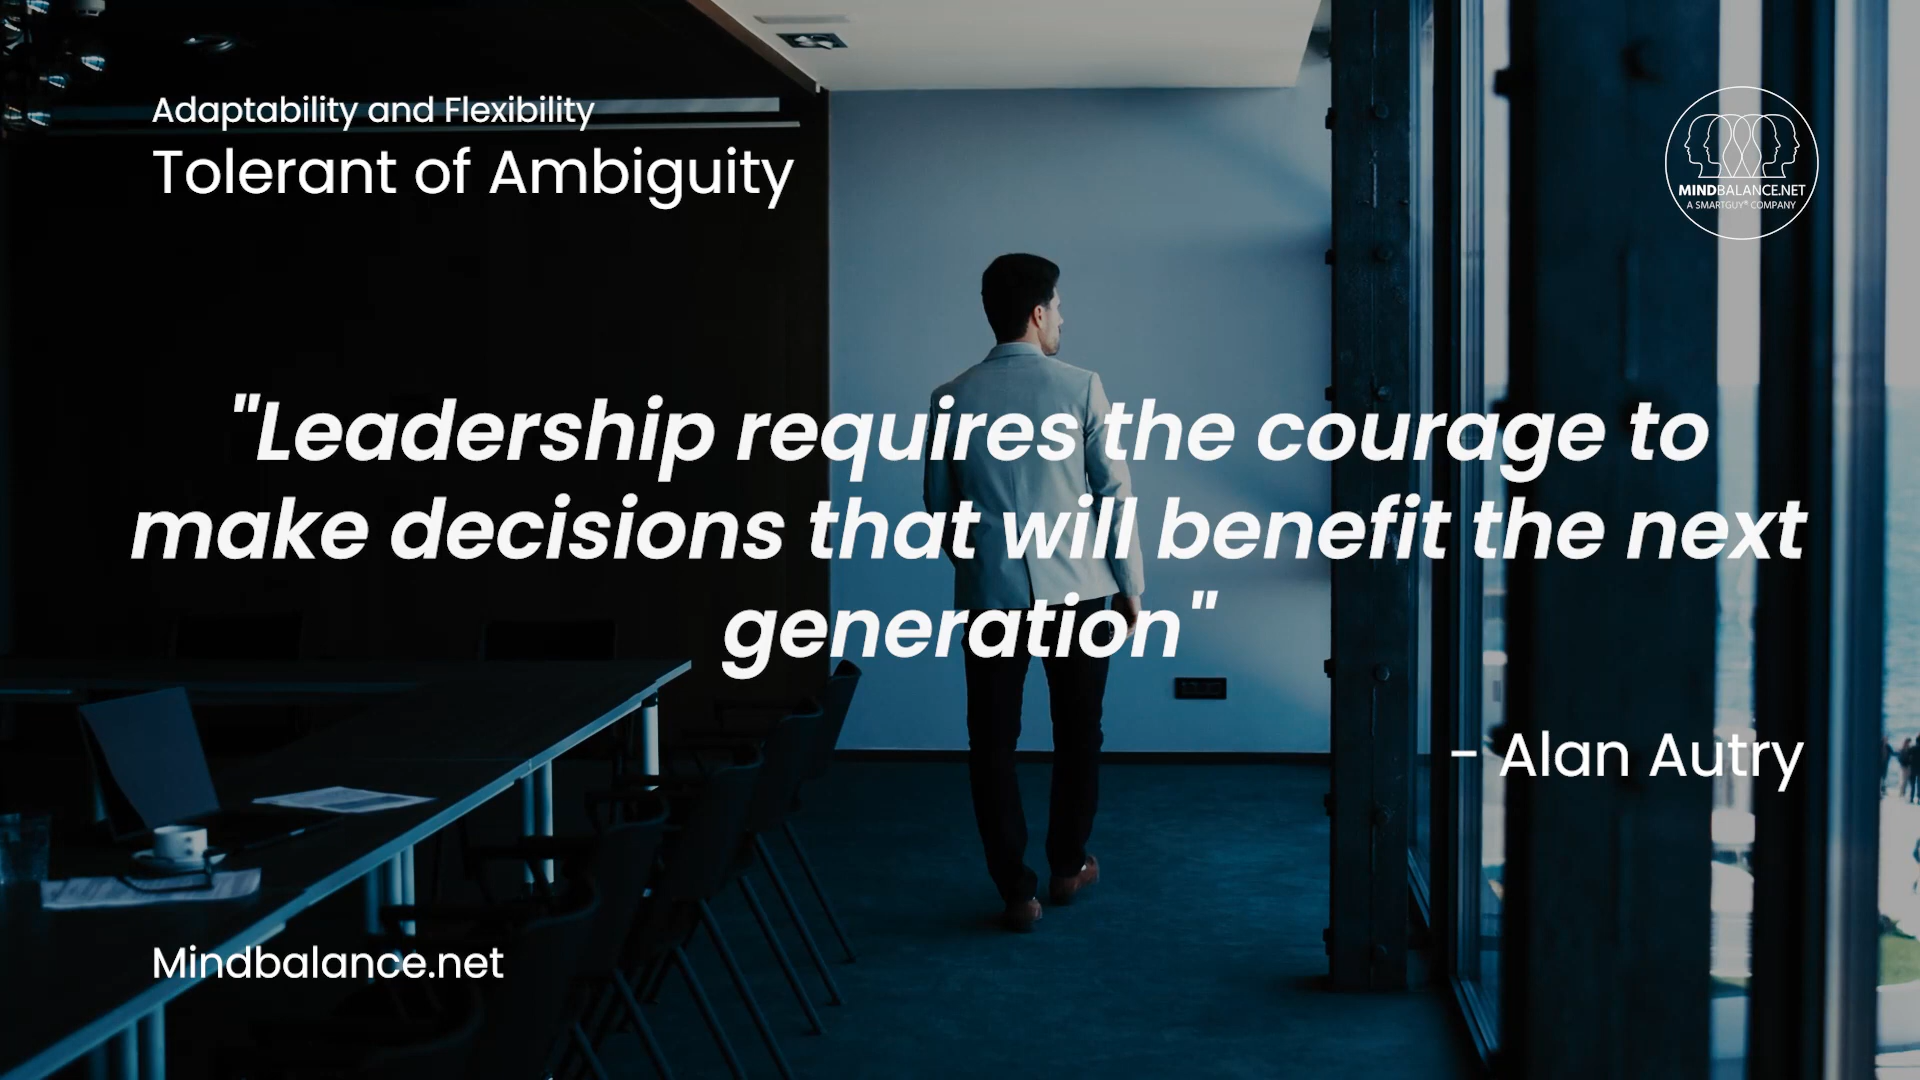 Adaptability and Flexibility
Tolerant of Ambiguity
MINDBALANCE.NET
A SMARTGUY® COMPANY
"Leadership requires the courage to
make decisions that will benefit the next
generation"
- Alan Autry
Mindbalance.net